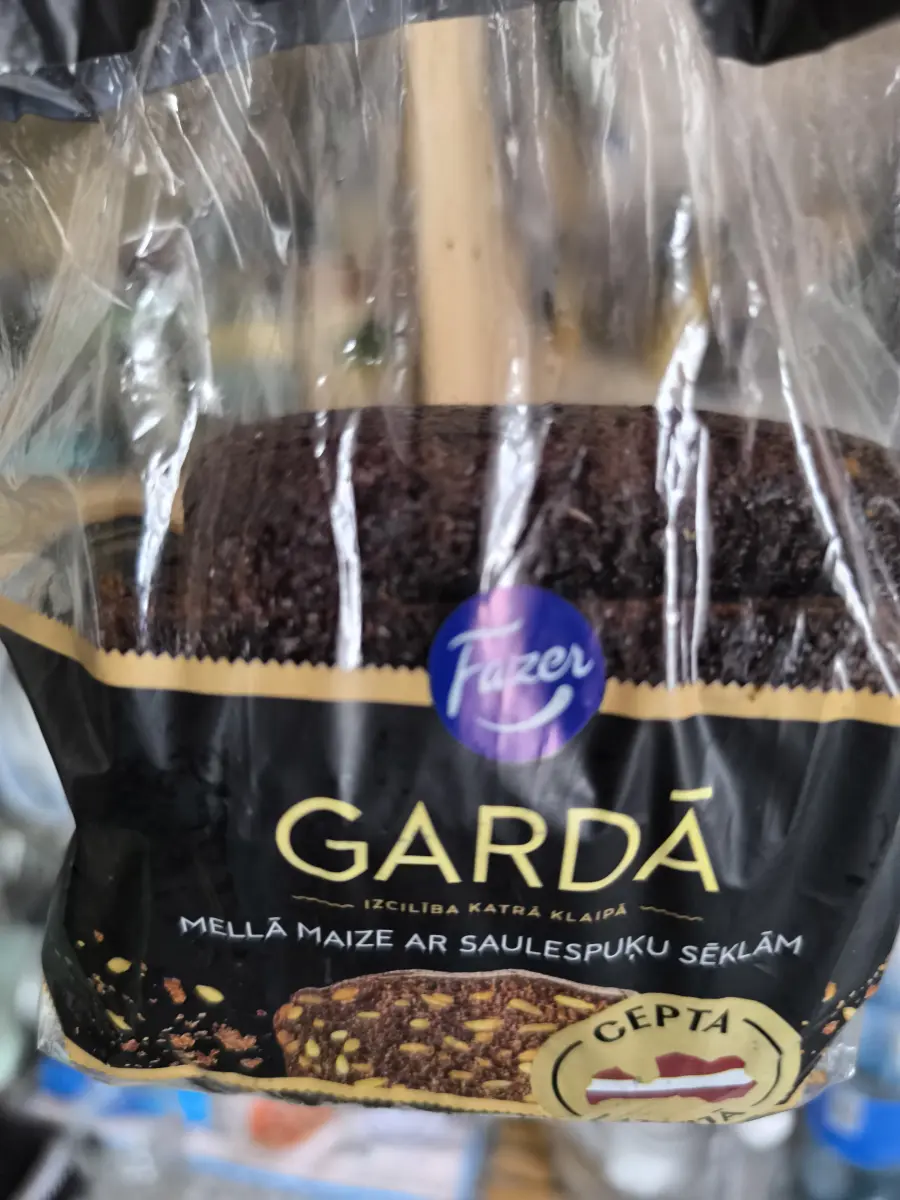 Fazer
GARDĀ
IZCILĪBA KATRĀ KLAIPĀ
MELLĀ MAIZE AR SAULESPUĶU SĒKLĀM
CEPTA